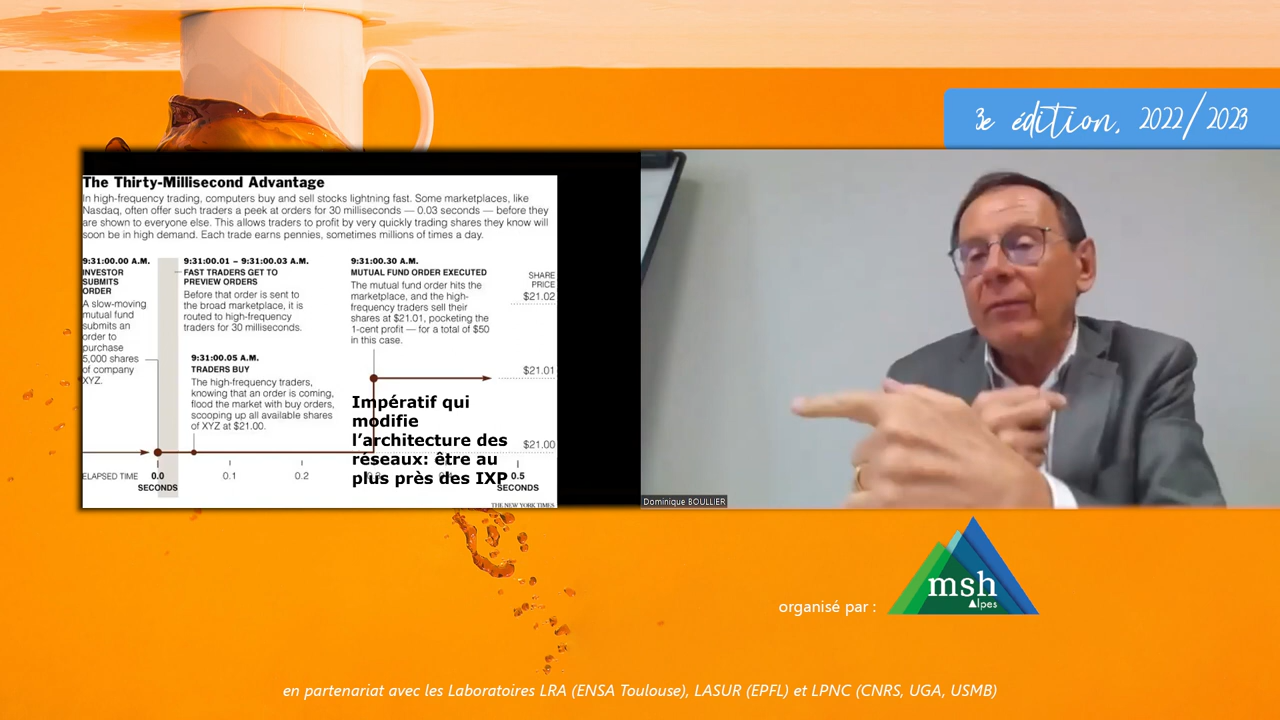 3e édition, 2022/2023
The Thirty-Millisecond Advantage
In high-frequency trading, computers buy and sell stocks lightning fast. Some marketplaces, like
Nasdaq, often offer such traders a peek at orders for 30 milliseconds — 0.03 seconds — before they
are shown to everyone else. This allows traders to profit by very quickly trading shares they know will
soon be in high demand. Each trade earns pennies, sometimes millions of times a day.
9:31:00.00 A.M.
INVESTOR
SUBMITS
ORDER
A slow-moving
mutual fund
submits an
order to
purchase
5,000 shares
of company
XYZ.
9:31:00.01 – 9:31:00.03 A.M.
FAST TRADERS GET TO
PREVIEW ORDERS
Before that order is sent to
the broad marketplace, it is
routed to high-frequency
traders for 30 milliseconds.
9:31:00.05 A.M.
TRADERS BUY
The high-frequency traders,
knowing that an order is coming,
flood the market with buy orders,
scooping up all available shares
of XYZ at $21.00.
9:31:00.30 A.M.
MUTUAL FUND ORDER EXECUTED
The mutual fund order hits the
marketplace, and the high-
frequency traders sell their
shares at $21.01, pocketing the
1-cent profit — for a total of $50
in this case.
SHARE
PRICE
$21.02
$21.01
$21.00
Impératif qui
modifie
l’architecture des
réseaux: être au
plus près des IXP
ELAPSED TIME
0.0
SECONDS
0.1
0.2
0.5
SECONDS
THE NEW YORK TIMES
Dominique BOULLIER
organisé par :
msh
Alpes
en partenariat avec les Laboratoires LRA (ENSA Toulouse), LASUR (EPFL) et LPNC (CNRS, UGA, USMB)